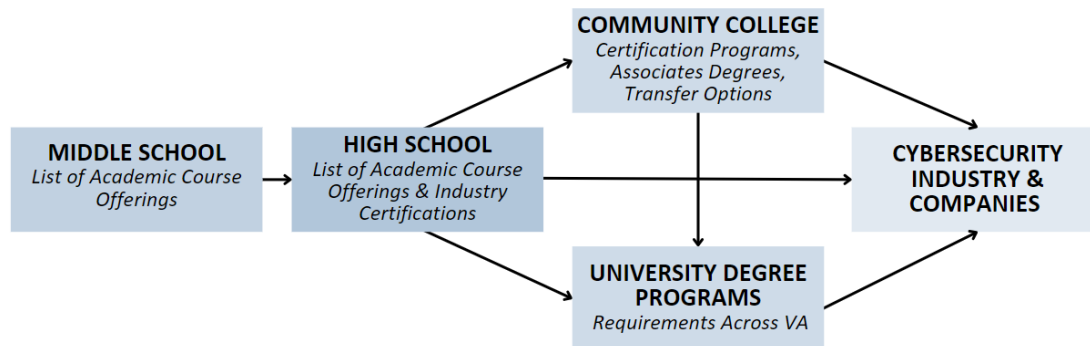 COMMUNITY COLLEGE
Certification Programs,
Associates Degrees,
Transfer Options
MIDDLE SCHOOL
List of Academic Course
Offerings
HIGH SCHOOL
List of Academic Course
Offerings & Industry
Certifications
CYBERSECURITY
INDUSTRY &
COMPANIES
UNIVERSITY DEGREE
PROGRAMS
Requirements Across VA